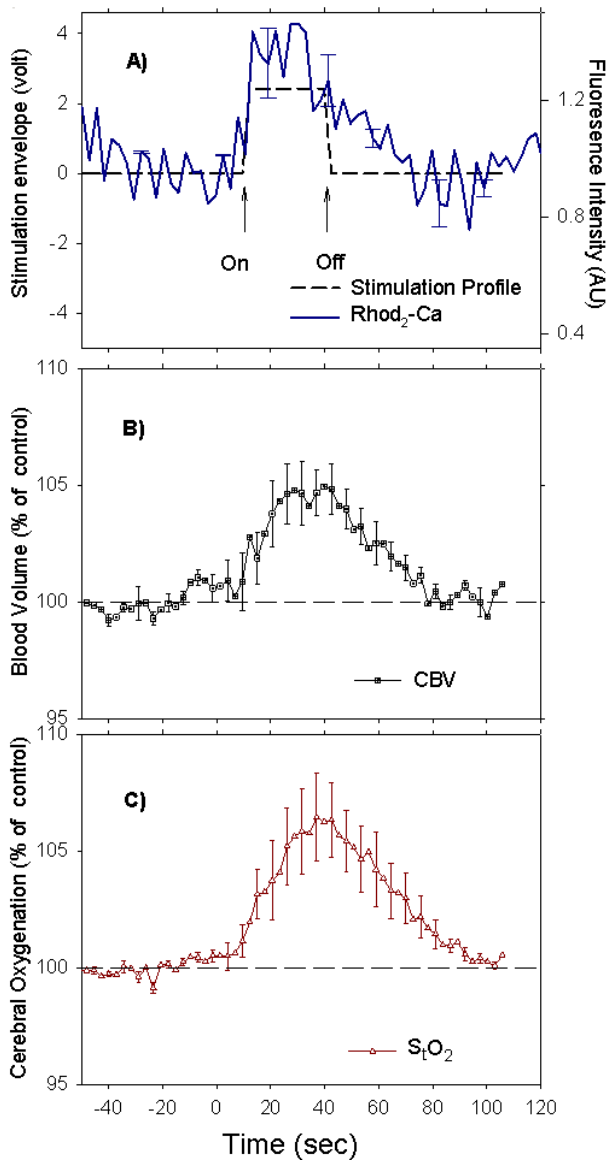 A)
Stimulation envelope (volt)
4
2
0
-2
-4
Fluoresence Intensity (AU)
1.2
0.8
0.4
On
Off
Stimulation Profile
Rhod2-Ca
B)
Blood Volume (% of control)
110
105
100
95
CBV
C)
Cerebral Oxygenation (% of control)
110
105
100
95
StO2
-40 -20 0 20 40 60 80 100 120
Time (sec)